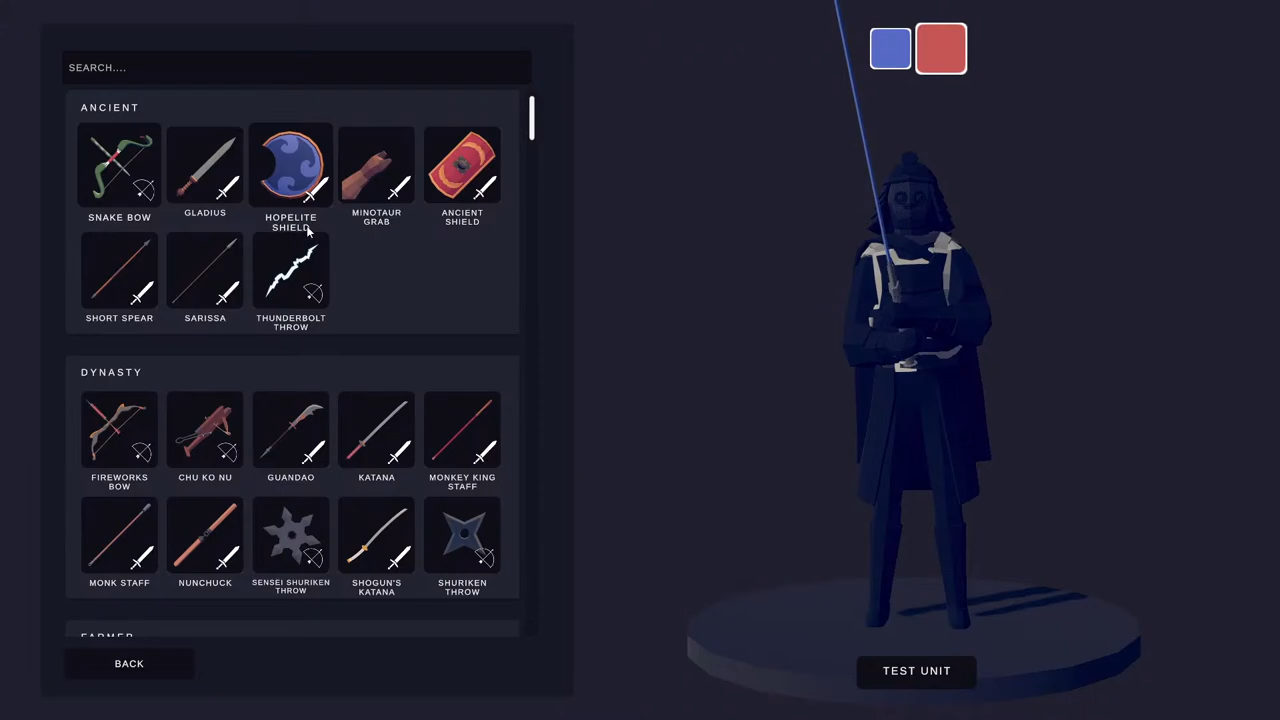 SEARCH....
ANCIENT
SNAKE BOW
GLADIUS
HOPELITE
SHIELD
MINOTAUR
GRAB
ANCIENT
SHIELD
SHORT SPEAR
SARISSA
THUNDERBOLT
THROW
DYNASTY
FIREWORKS
BOW
CHU KO NU
GUANDAO
KATANA
MONKEY KING
STAFF
MONK STAFF
NUNCHUCK
SENSEI SHURIKEN
THROW
SHOGUN'S
KATANA
SHURIKEN
THROW
FARMER
BACK
TEST UNIT